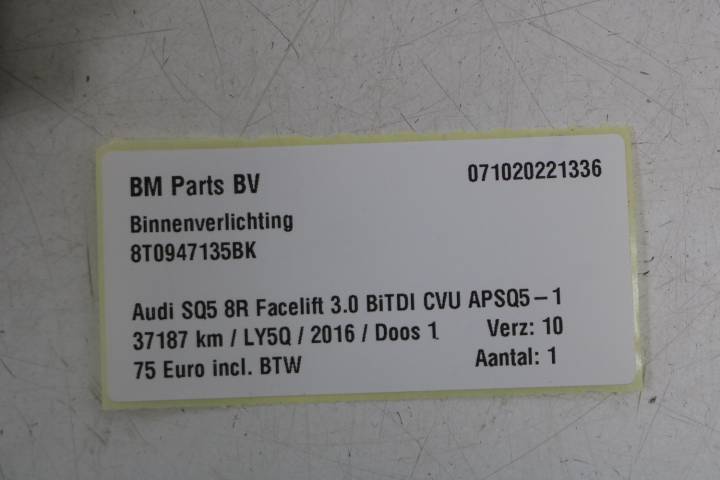 BM Parts BV 071020221336
Binnenverlichting
8T0947135BK
Audi SQ5 8R Facelift 3.0 BiTDI CVU APSQ5-1
37187 km / LY5Q / 2016 / Doos 1 Verz: 10
75 Euro incl. BTW Aantal: 1